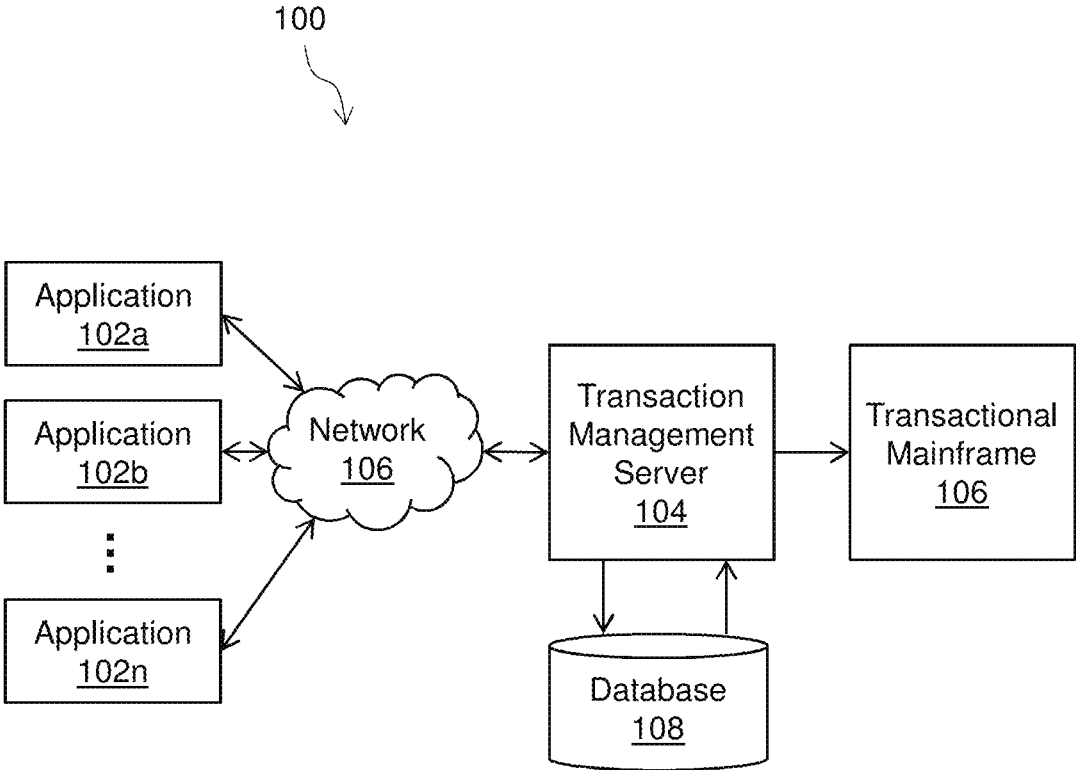 100
Application
102a
Application
102b
Application
102n
Network
106
Transaction
Management
Server
104
Transactional
Mainframe
106
Database
108